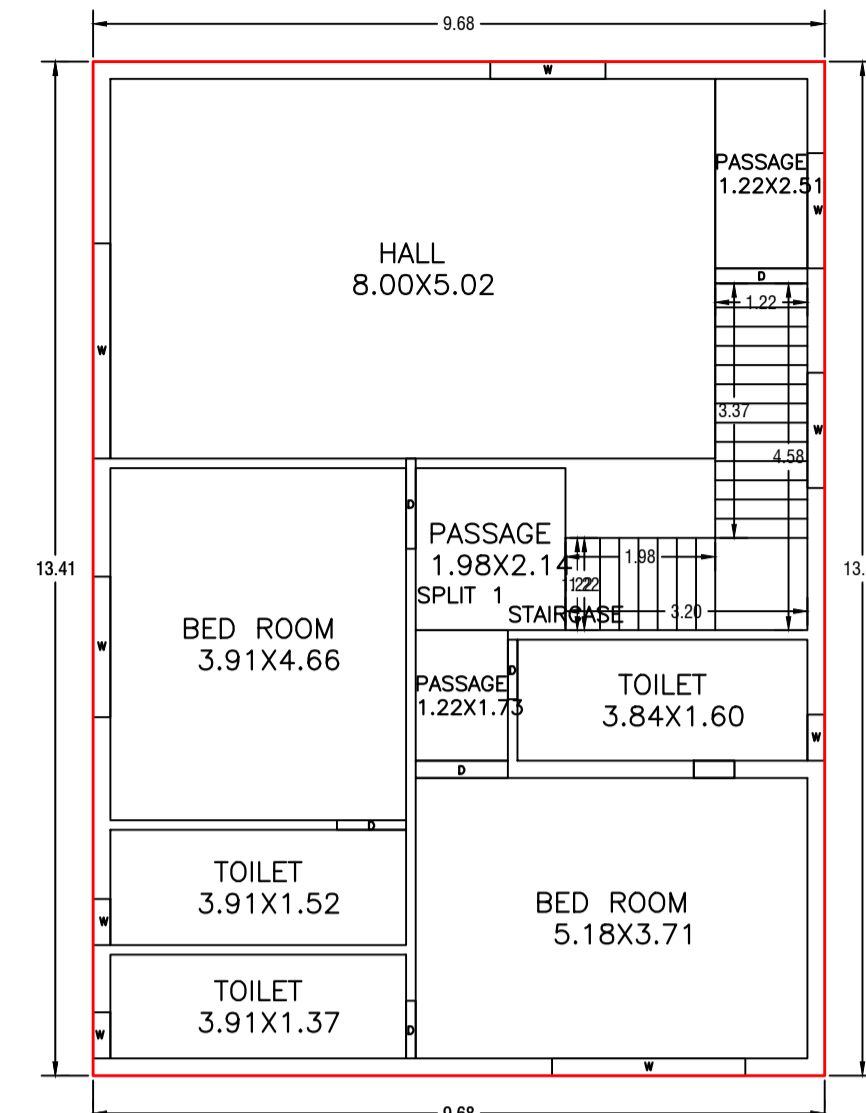 9.68
W
PASSAGE
1.22X2.51
W
HALL
8.00X5.02
D
1.22
W
3.37
W
4.58
D
PASSAGE
1.98X2.14
1.98
13.41
13.
SPLIT 1
STAIRCASE
3.20
BED ROOM
3.91X4.66
W
PASSAGE
1.22X1.73
D
TOILET
3.84X1.60
W
D
D
TOILET
3.91X1.52
W
BED ROOM
5.18X3.71
TOILET
3.91X1.37
W
D
W
9.68